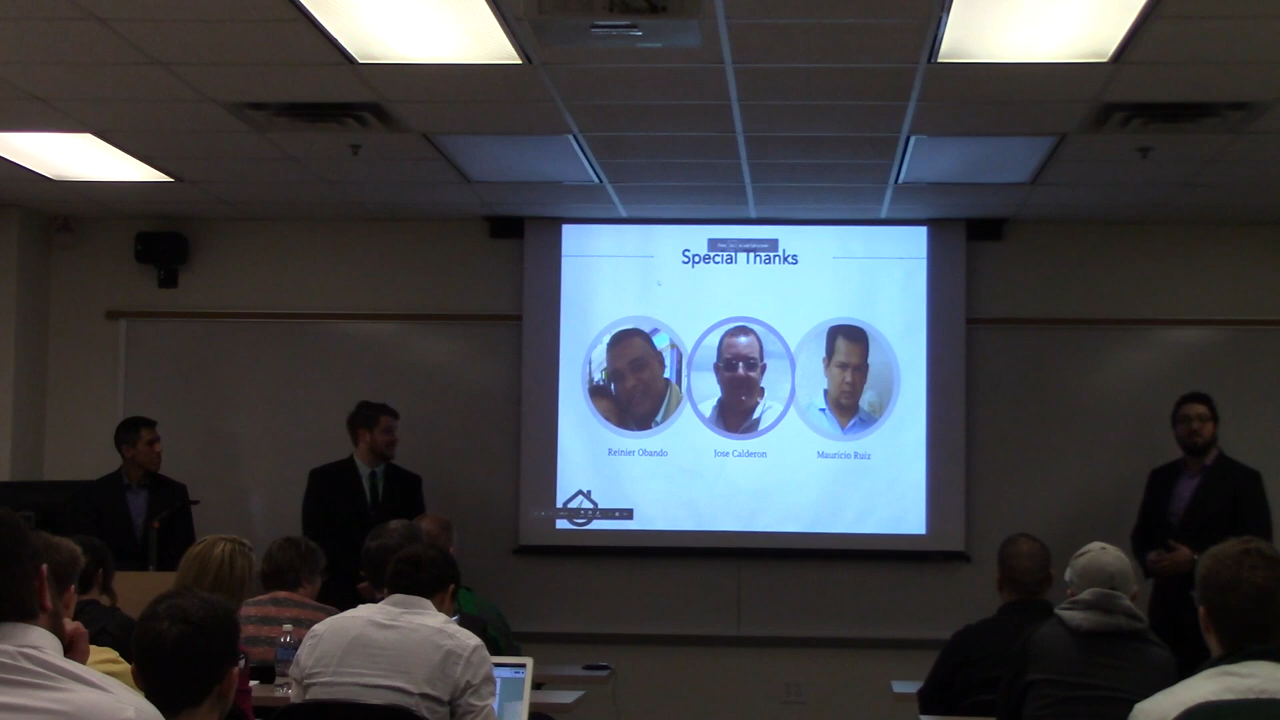 Special Thanks
Reinier Obando
Jose Calderon
Mauricio Ruiz